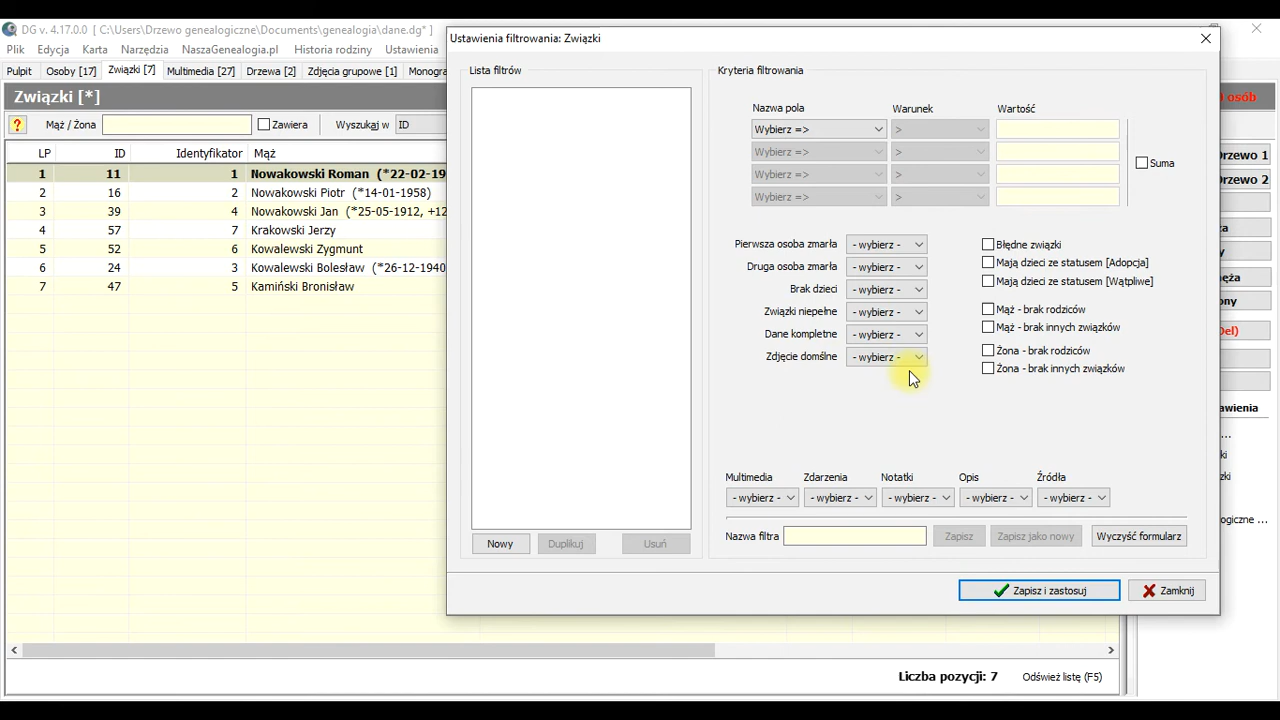 DG v. 4.17.0.0 [ C:\Users\Drzewo genealogiczne\Documents\genealogia\dane.dg* ]
Plik Edycja Karta Narzędzia NaszaGenealogia.pl Historia rodziny Ustawienia
Pulpit Osoby [17] Związki [7] Multimedia [27] Drzewa [2] Zdjęcia grupowe [1]
Związki [*]
? Mąż / Żona Zawiera Wyszukaj w ID
LP ID Identyfikator Mąż
1 11 1 Nowakowski Roman (*22-02-19
2 16 2 Nowakowski Piotr (*14-01-1958)
3 39 4 Nowakowski Jan (*25-05-1912, +12
4 57 7 Krakowski Jerzy
5 52 6 Kowalewski Zygmunt
6 24 3 Kowalewski Bolesław (*26-12-1940
7 47 5 Kamiński Bronisław
Liczba pozycji: 7 Odśwież listę (F5)
Ustawienia filtrowania: Związki
Lista filtrów
Nowy Duplikuj Usuń
Kryteria filtrowania
Nazwa pola Warunek Wartość
Wybierz => >
Wybierz => >
Wybierz => >
Wybierz => >
Suma
Pierwsza osoba zmarła - wybierz -
Druga osoba zmarła - wybierz -
Brak dzieci - wybierz -
Związki niepełne - wybierz -
Dane kompletne - wybierz -
Zdjęcie domślne - wybierz -
Błędne związki
Mają dzieci ze statusem [Adopcja]
Mają dzieci ze statusem [Wątpliwe]
Mąż - brak rodziców
Mąż - brak innych związków
Żona - brak rodziców
Żona - brak innych związków
Multimedia Zdarzenia Notatki Opis Źródła
- wybierz - - wybierz - - wybierz - - wybierz - - wybierz -
Nazwa filtra Zapisz Zapisz jako nowy Wyczyść formularz
Zapisz i zastosuj Zamknij
osób
Drzewo 1
Drzewo 2
Del)